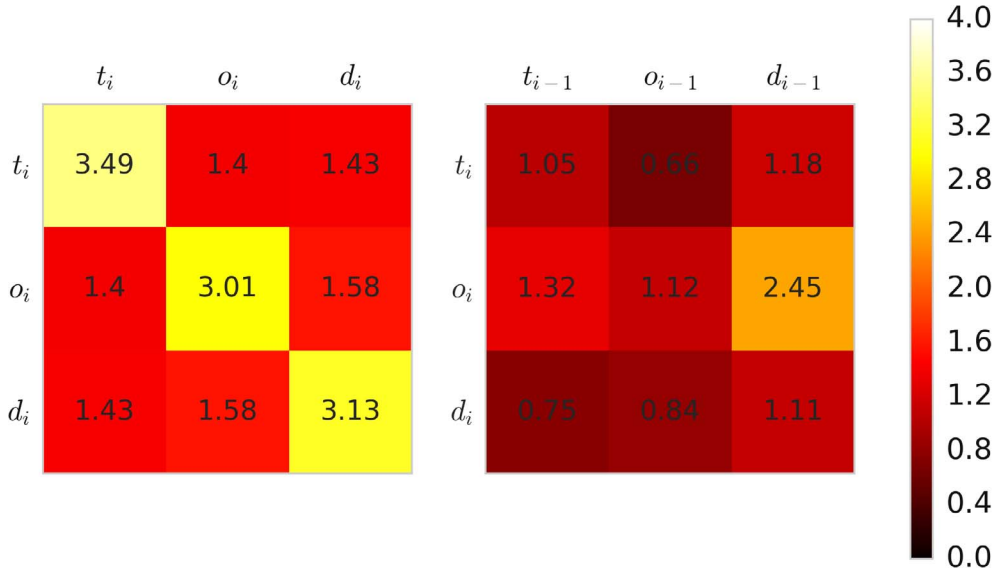 t_i o_i d_i
t_i 3.49 1.4 1.43
o_i 1.4 3.01 1.58
d_i 1.43 1.58 3.13
t_{i−1} o_{i−1} d_{i−1}
t_i 1.05 0.66 1.18
o_i 1.32 1.12 2.45
d_i 0.75 0.84 1.11
4.0
3.6
3.2
2.8
2.4
2.0
1.6
1.2
0.8
0.4
0.0